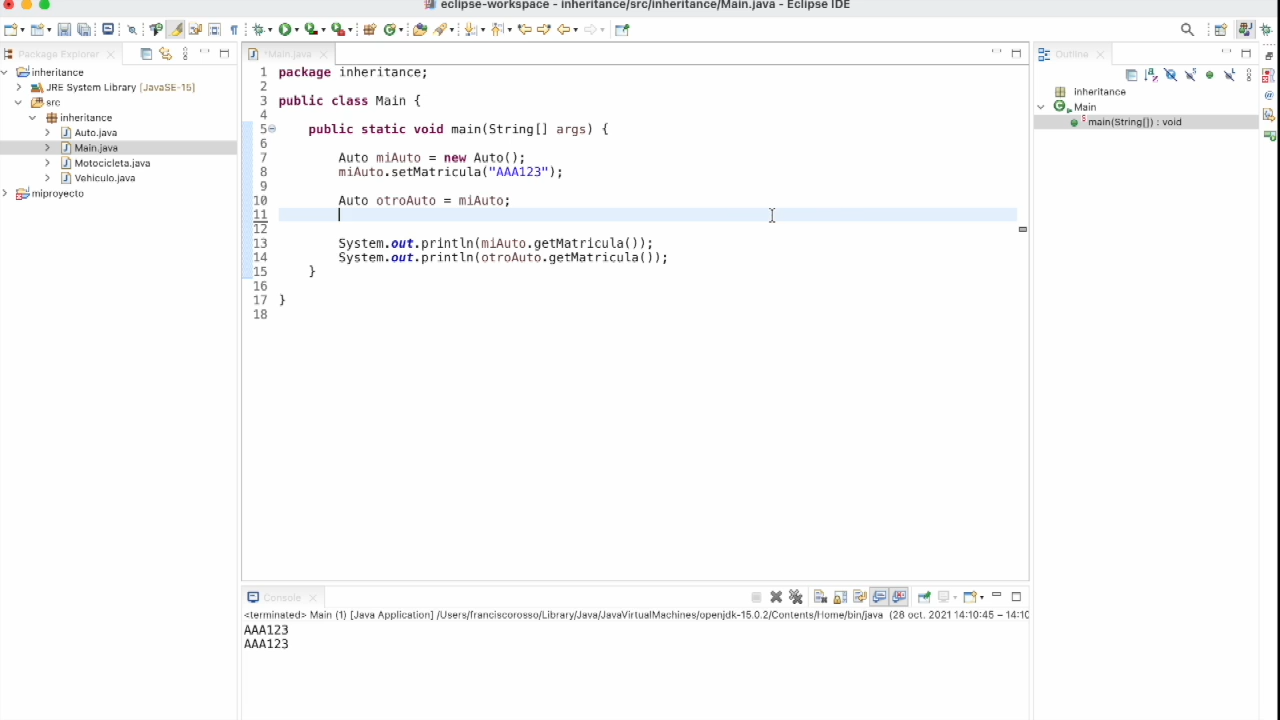 eclipse-workspace - inheritance/src/inheritance/Main.java - Eclipse IDE
Package Explorer
*Main.java
Outline
inheritance
JRE System Library [JavaSE-15]
src
inheritance
Auto.java
Main.java
Motocicleta.java
Vehiculo.java
miproyecto
1 package inheritance;
2
3 public class Main {
4
5 public static void main(String[] args) {
6
7 Auto miAuto = new Auto();
8 miAuto.setMatricula("AAA123");
9
10 Auto otroAuto = miAuto;
11
12
13 System.out.println(miAuto.getMatricula());
14 System.out.println(otroAuto.getMatricula());
15 }
16
17 }
18
inheritance
Main
main(String[]) : void
Console
<terminated> Main (1) [Java Application] /Users/franciscorosso/Library/Java/JavaVirtualMachines/openjdk-15.0.2/Contents/Home/bin/java (28 oct. 2021 14:10:45 – 14:10
AAA123
AAA123